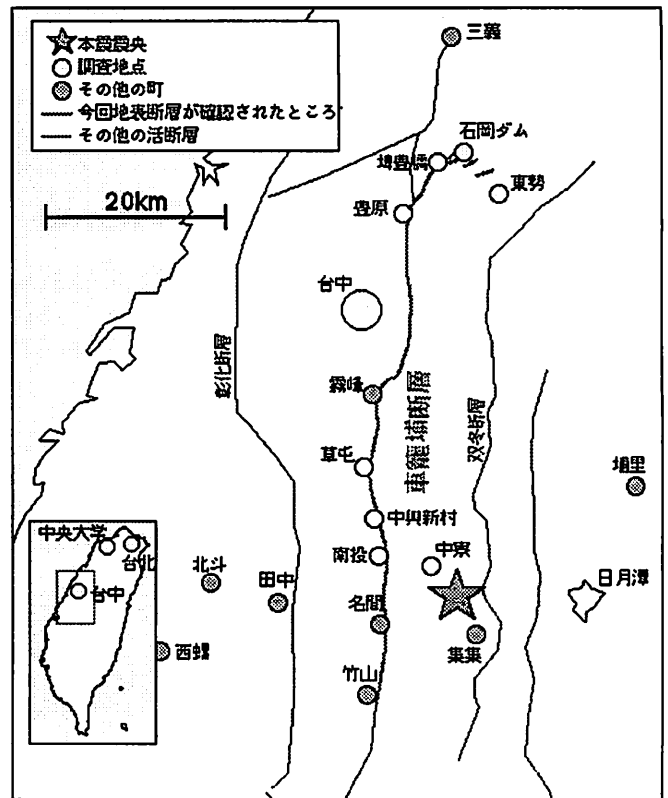 本震震央
調査地点
その他の町
今回地表断層が確認されたところ
その他の活断層
三義
石岡ダム
埤豊橋
東勢
20km
豊原
台中
彰化断層
霧峰
車籠埔断層
双冬断層
草屯
埔里
中興新村
中央大学
台北
北斗
田中
南投
中寮
日月潭
台中
名間
集集
西螺
竹山